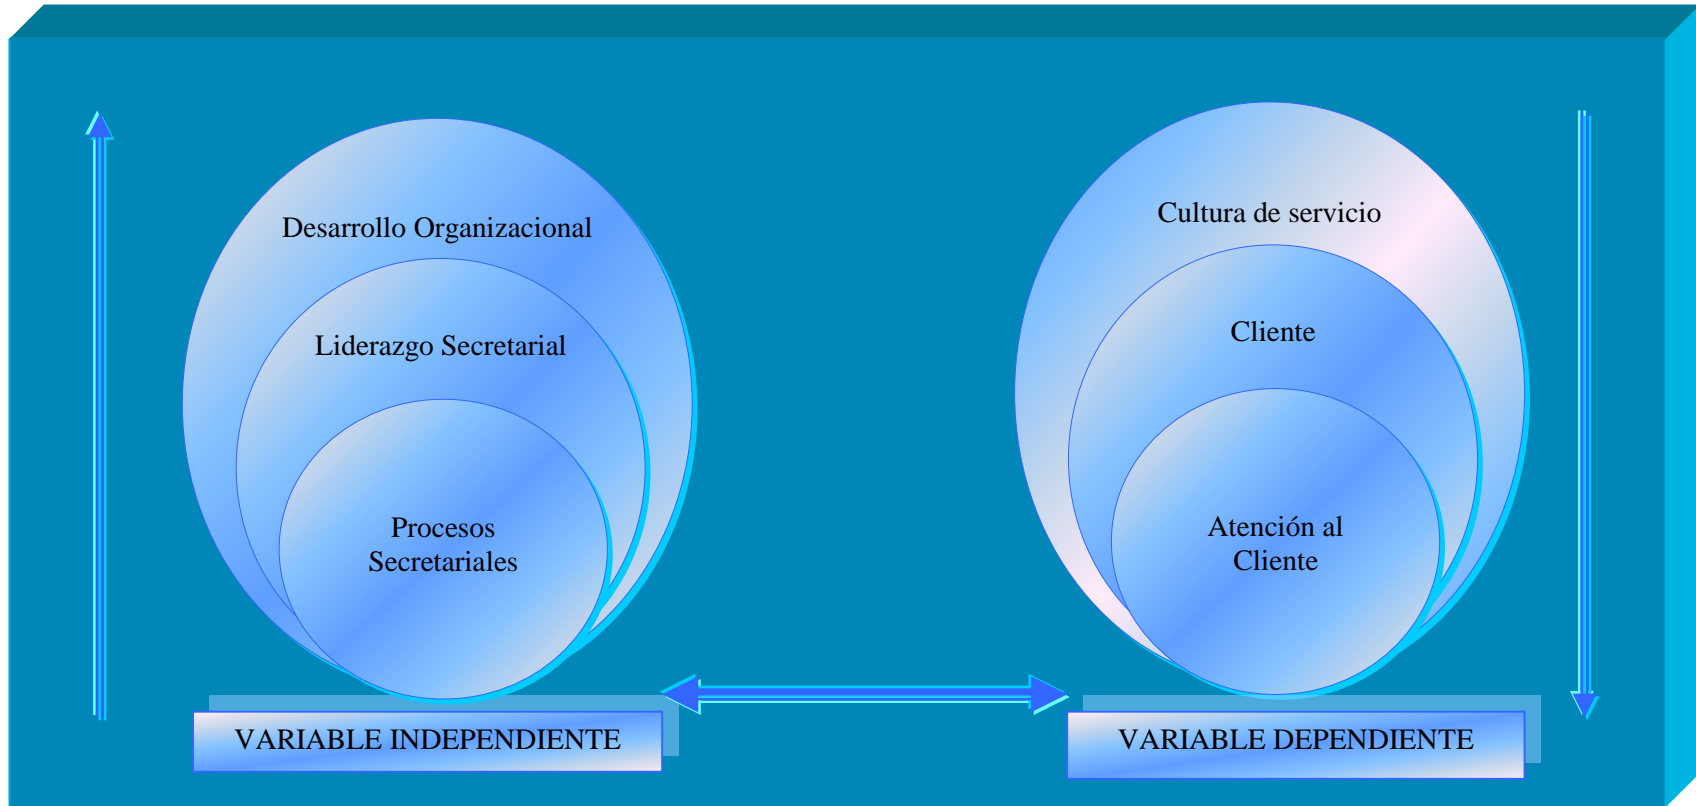 Desarrollo Organizacional
Liderazgo Secretarial
Procesos
Secretariales
VARIABLE INDEPENDIENTE
Cultura de servicio
Cliente
Atención al
Cliente
VARIABLE DEPENDIENTE